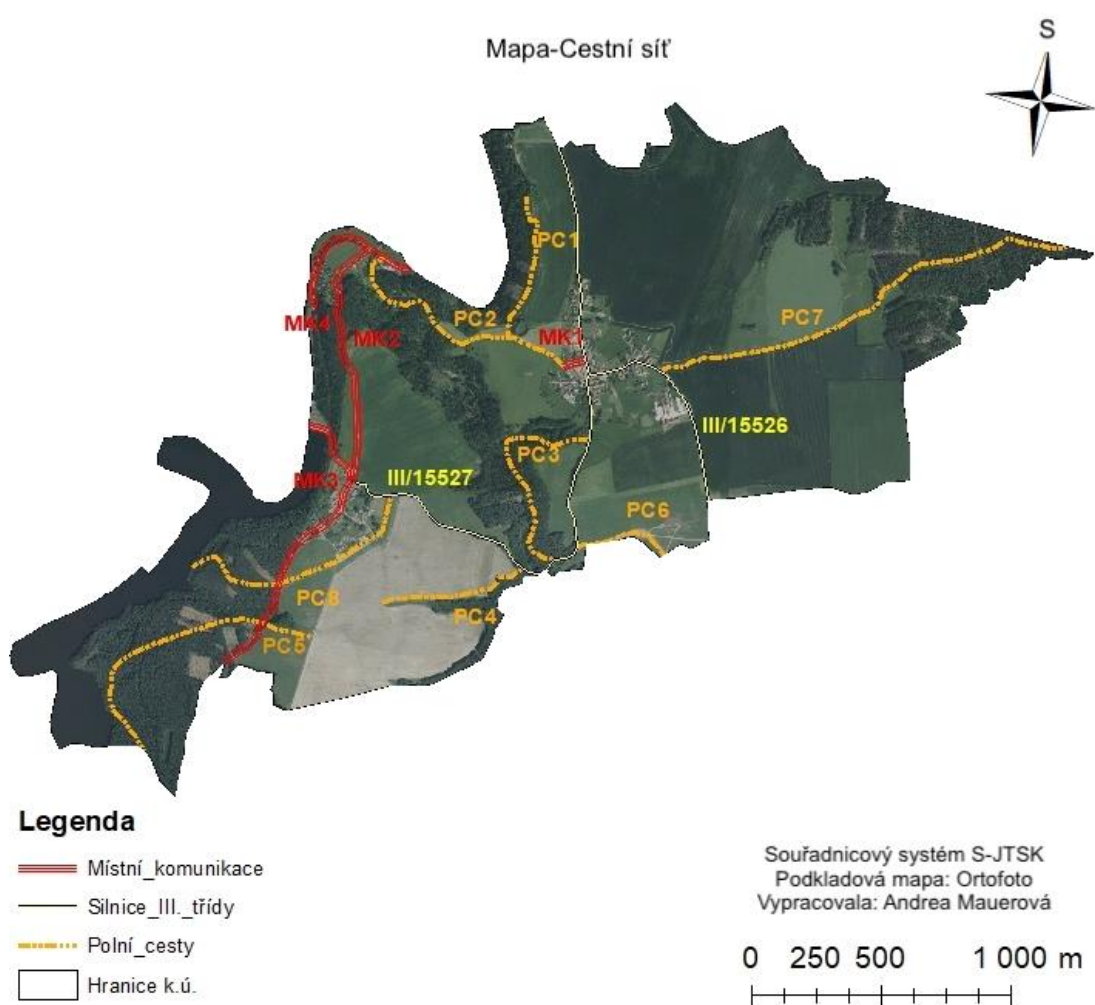 Mapa-Cestní síť
S
PC1
PC7
MK4
MK2
PC2
MK1
III/15526
PC3
MK3
III/15527
PC6
PC8
PC4
PC5
Legenda
Místní_komunikace
Silnice_III._třídy
Polní_cesty
Hranice k.ú.
Souřadnicový systém S-JTSK
Podkladová mapa: Ortofoto
Vypracovala: Andrea Mauerová
0 250 500 1 000 m